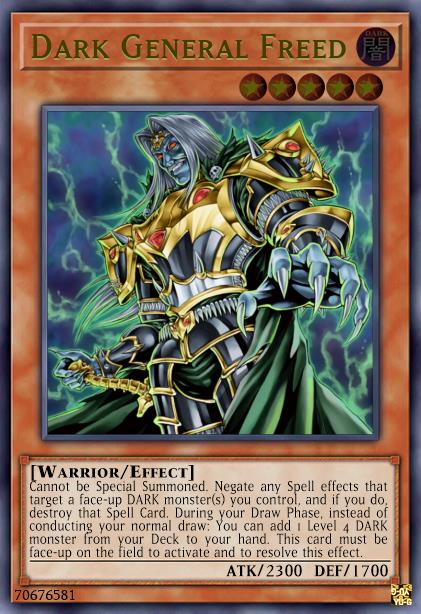 Dark General Freed
DARK
闇
[Warrior/Effect]
Cannot be Special Summoned. Negate any Spell effects that
target a face-up DARK monster(s) you control, and if you do,
destroy that Spell Card. During your Draw Phase, instead of
conducting your normal draw: You can add 1 Level 4 DARK
monster from your Deck to your hand. This card must be
face-up on the field to activate and to resolve this effect.
ATK/2300 DEF/1700
70676581